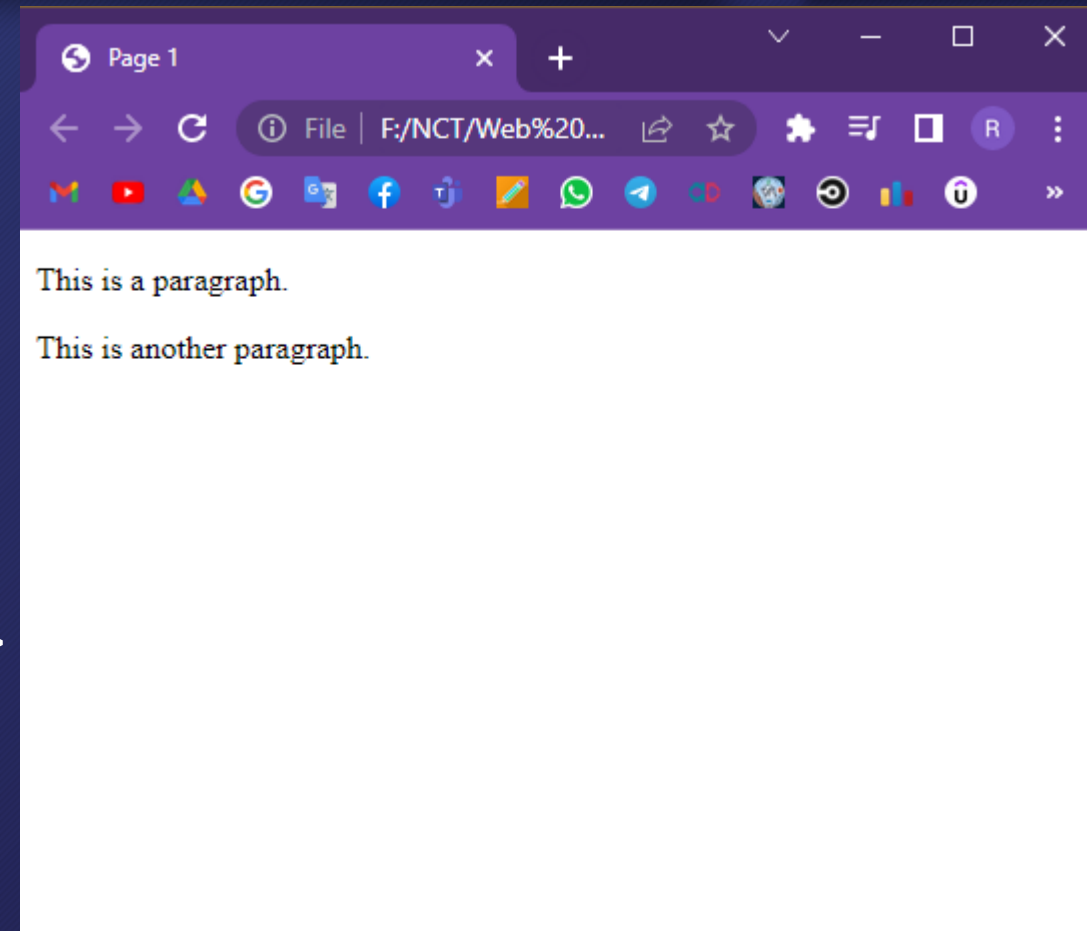 Page 1
File | F:/NCT/Web%20...
R
This is a paragraph.
This is another paragraph.